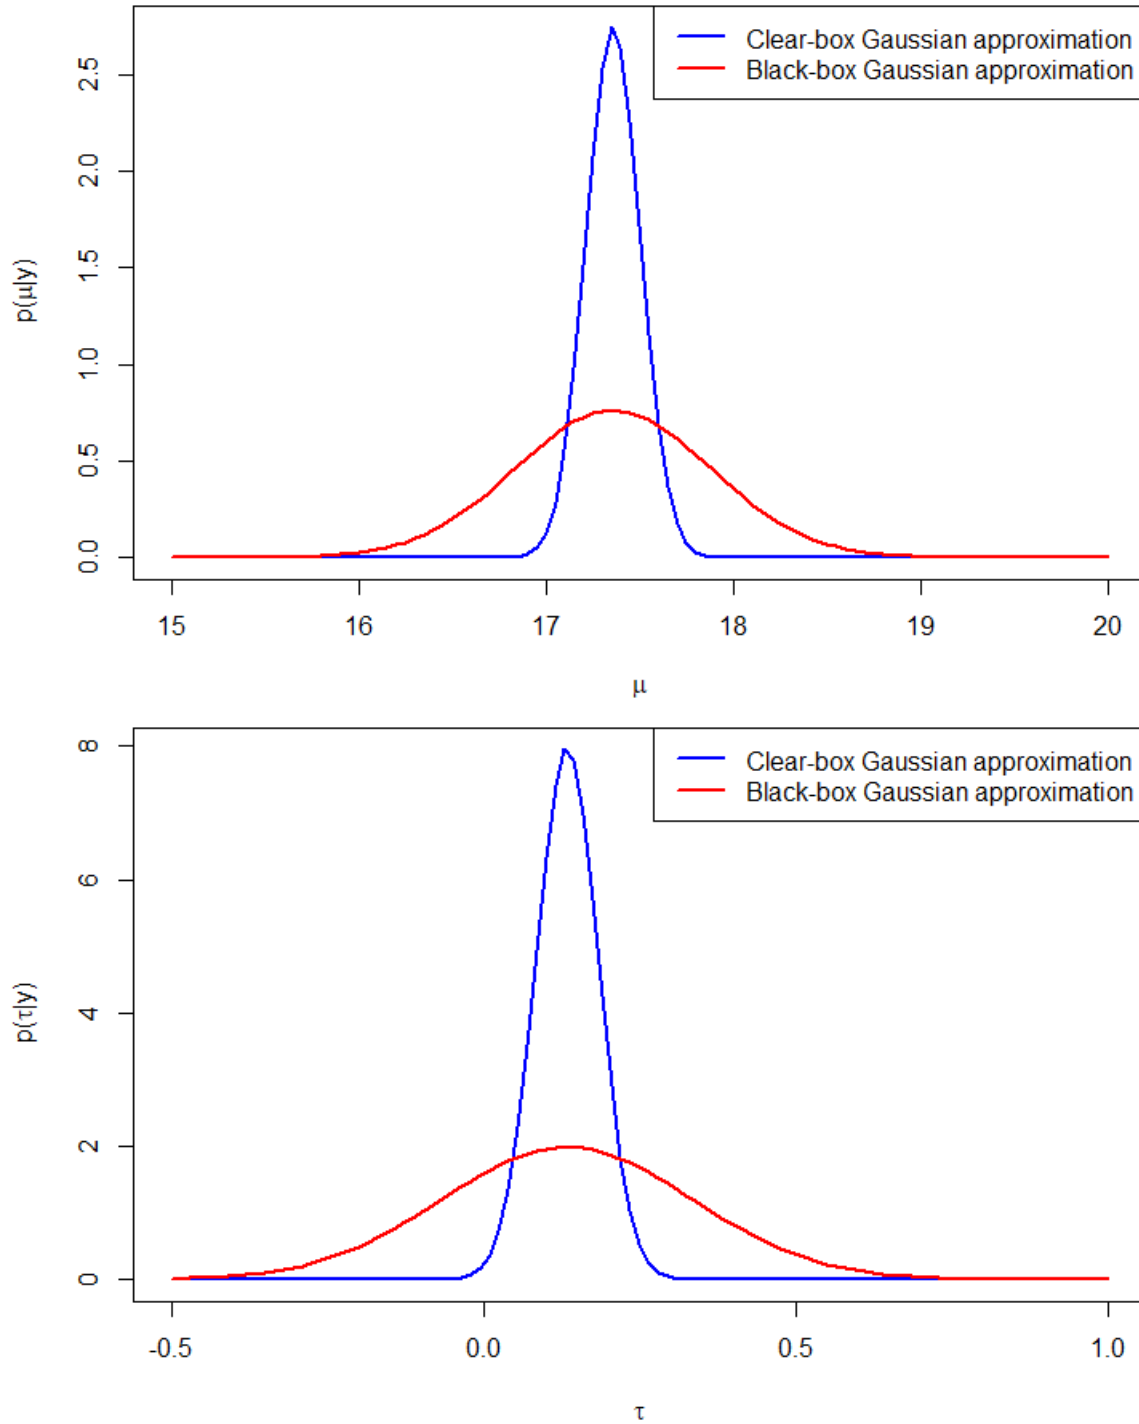 Clear-box Gaussian approximation
Black-box Gaussian approximation
p(μ|y)
2.5
2.0
1.5
1.0
0.5
0.0
15 16 17 18 19 20
μ
Clear-box Gaussian approximation
Black-box Gaussian approximation
p(τ|y)
8
6
4
2
0
-0.5 0.0 0.5 1.0
τ